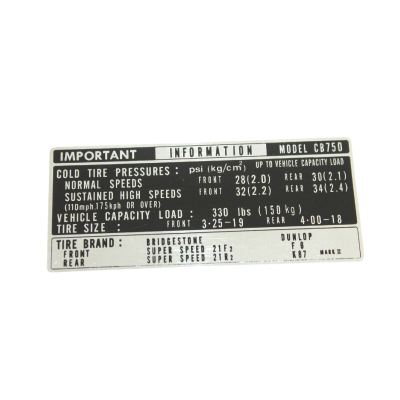 IMPORTANT INFORMATION MODEL CB750
COLD TIRE PRESSURES : psi (kg/cm²) UP TO VEHICLE CAPACITY LOAD
NORMAL SPEEDS FRONT 28(2.0) REAR 30(2.1)
SUSTAINED HIGH SPEEDS FRONT 32(2.2) REAR 34(2.4)
(110mph,175kph OR OVER)
VEHICLE CAPACITY LOAD : 330 lbs (150kg)
TIRE SIZE : FRONT 3·25-19 REAR 4·00-18
TIRE BRAND : BRIDGESTONE DUNLOP
FRONT SUPER SPEED 21F2 F6
REAR SUPER SPEED 21R2 K87 MARK II